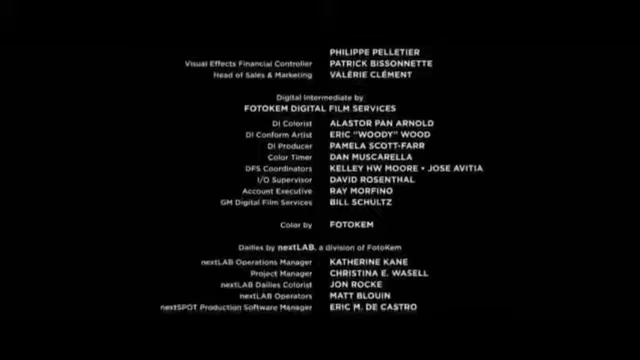 PHILIPPE PELLETIER
Visual Effects Financial Controller PATRICK BISSONNETTE
Head of Sales & Marketing VALÉRIE CLÉMENT
Digital Intermediate by
FOTOKEM DIGITAL FILM SERVICES
DI Colorist ALASTOR PAN ARNOLD
DI Conform Artist ERIC "WOODY" WOOD
DI Producer PAMELA SCOTT-FARR
Color Timer DAN MUSCARELLA
DFS Coordinators KELLEY HW MOORE • JOSE AVITIA
I/O Supervisor DAVID ROSENTHAL
Account Executive RAY MORFINO
GM Digital Film Services BILL SCHULTZ
Color by FOTOKEM
Dailies by nextLAB, a division of FotoKem
nextLAB Operations Manager KATHERINE KANE
Project Manager CHRISTINA E. WASELL
nextLAB Dailies Colorist JON ROCKE
nextLAB Operators MATT BLOUIN
nextSPOT Production Software Manager ERIC M. DE CASTRO